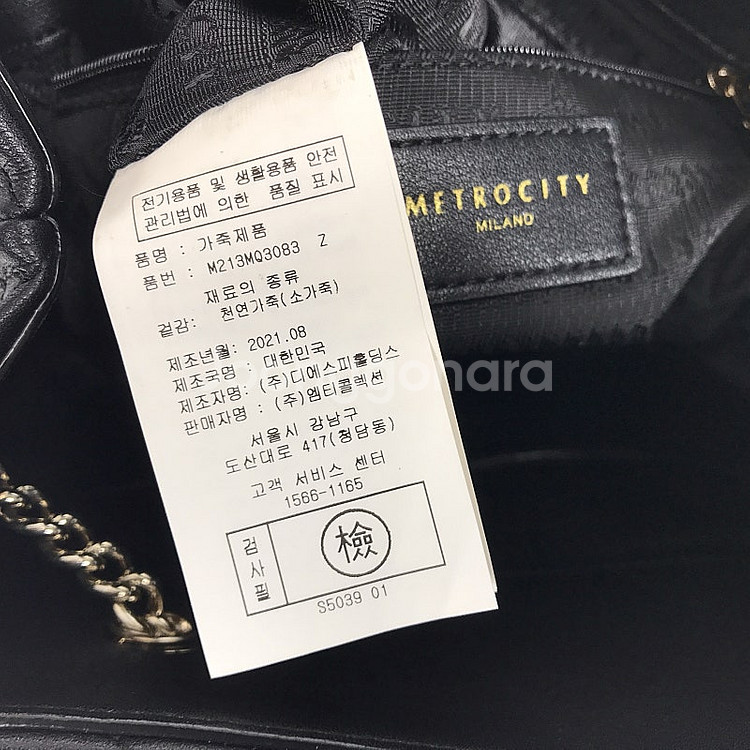 전기용품 및 생활용품 안전
관리법에 의한 품질 표시
품명 : 가죽제품
품번 : M213MQ3083 Z
재료의 종류
겉감: 천연가죽(소가죽)
제조년월: 2021.08
제조국명 : 대한민국
제조자명: (주)디에스피홀딩스
판매자명 : (주)엠티콜렉션
서울시 강남구
도산대로 417(청담동)
고객 서비스 센터
1566-1165
검사필
檢
S5039 01
METROCITY
MILANO